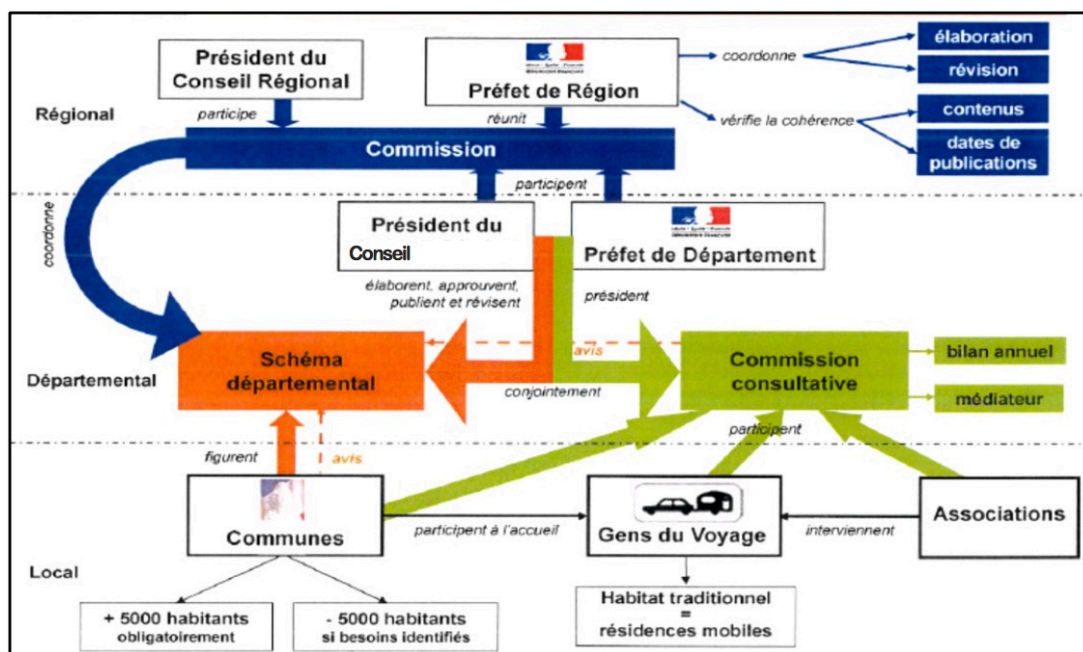 Président du
Conseil Régional
Préfet de Région
coordonne
élaboration
révision
Régional
participe
réunit
vérifie la cohérence
contenus
dates de
publications
Commission
participent
coordonne
Président du
Conseil
Préfet de Département
élaborent, approuvent,
publient et révisent
président
Schéma
départemental
avis
Commission
consultative
bilan annuel
médiateur
Départemental
conjointement
figurent
avis
participent
Communes
participent à l'accueil
Gens du Voyage
interviennent
Associations
Local
+ 5000 habitants
obligatoirement
- 5000 habitants
si besoins identifiés
Habitat traditionnel
=
résidences mobiles